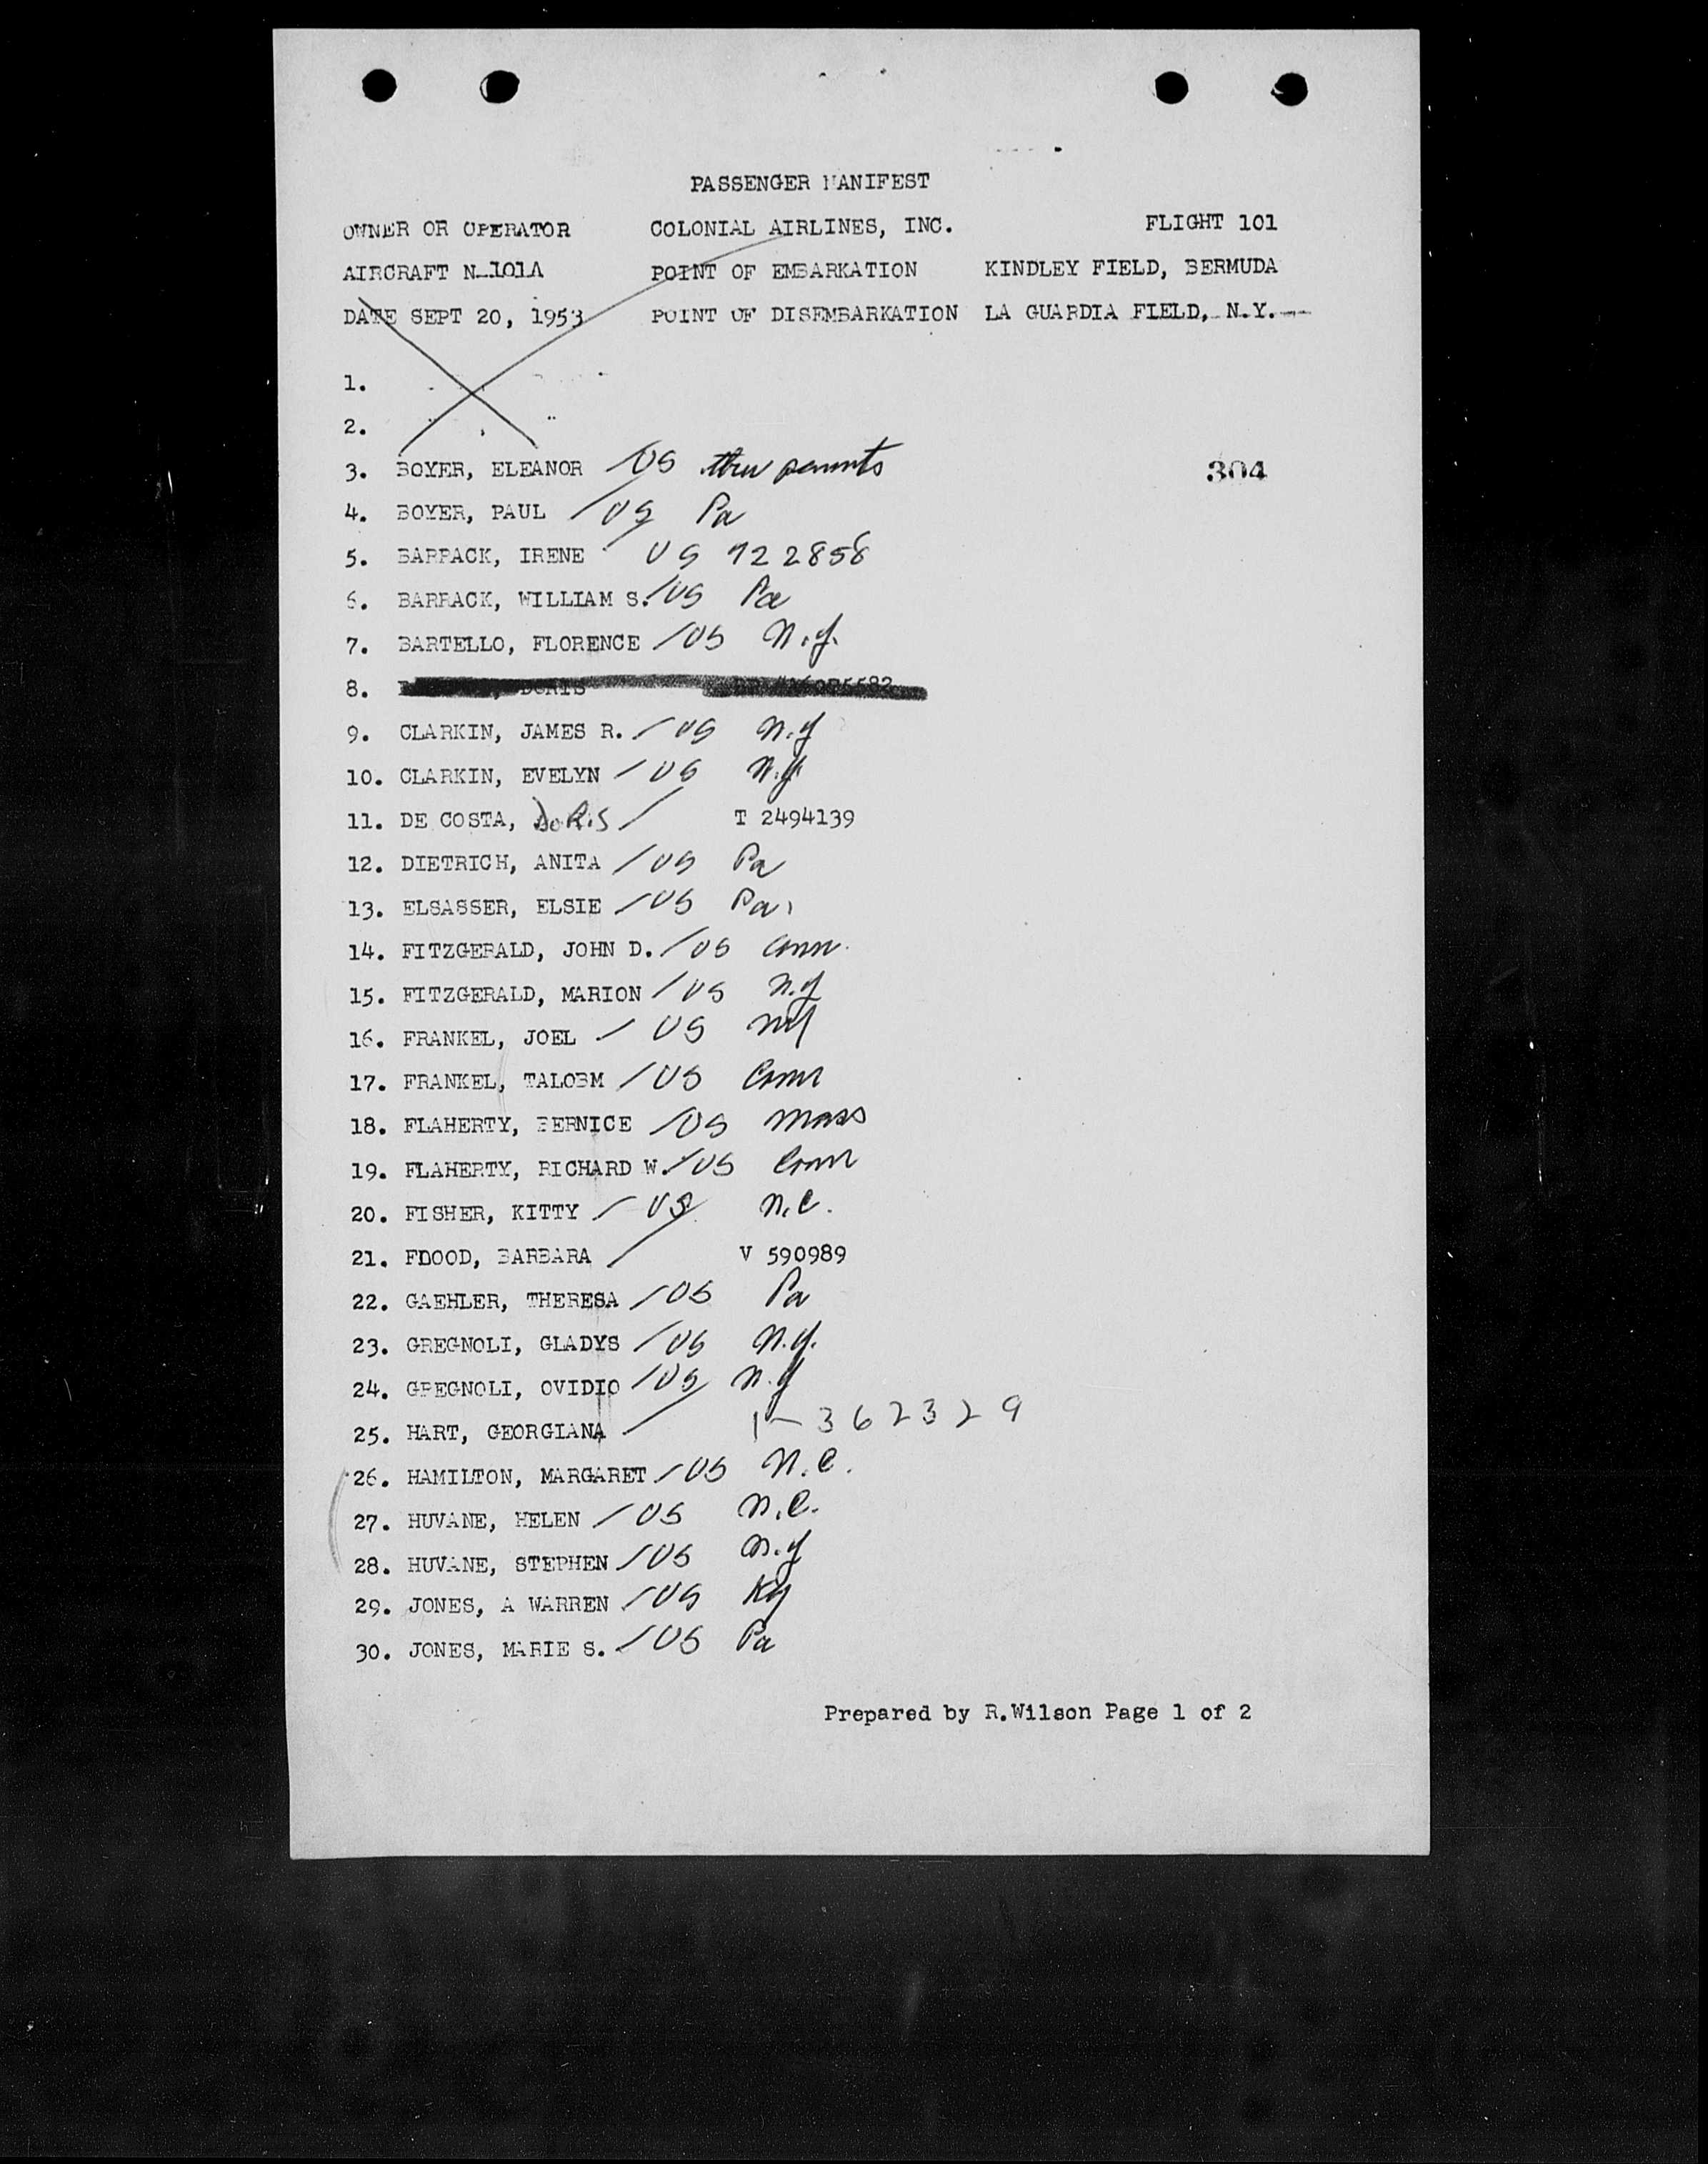 PASSENGER MANIFEST
OWNER OR OPERATOR COLONIAL AIRLINES, INC. FLIGHT 101
AIRCRAFT N-101A POINT OF EMBARKATION KINDLEY FIELD, BERMUDA
DATE SEPT 20, 1953 POINT OF DISEMBARKATION LA GUARDIA FIELD, N.Y.--
1.
2.
3. BOYER, ELEANOR / US thru parents 304
4. BOYER, PAUL / US Pa
5. BARRACK, IRENE / US 722858
6. BARRACK, WILLIAM S. / US Pa
7. BARTELLO, FLORENCE / US N.Y.
8. DORIS
9. CLARKIN, JAMES R. / US N.Y
10. CLARKIN, EVELYN / US N.Y
11. DE COSTA, DORIS / T 2494139
12. DIETRICH, ANITA / US Pa
13. ELSASSER, ELSIE / US Pa
14. FITZGERALD, JOHN D. / US Conn.
15. FITZGERALD, MARION / US N.Y
16. FRANKEL, JOEL / US NY
17. FRANKEL, TALOBM / US Conn
18. FLAHERTY, BERNICE / US Mass
19. FLAHERTY, RICHARD W. / US Conn
20. FISHER, KITTY / US N.C.
21. FDOOD, BARBARA / V 590989
22. GAEHLER, THERESA / US Pa
23. GREGNOLI, GLADYS / US N.Y.
24. GREGNOLI, OVIDIO / US N.Y
25. HART, GEORGIANA / 1-362329
26. HAMILTON, MARGARET / US N.C.
27. HUVANE, HELEN / US N.C.
28. HUVANE, STEPHEN / US N.Y
29. JONES, A WARREN / US Ky
30. JONES, MARIE S. / US Pa
Prepared by R.Wilson Page 1 of 2